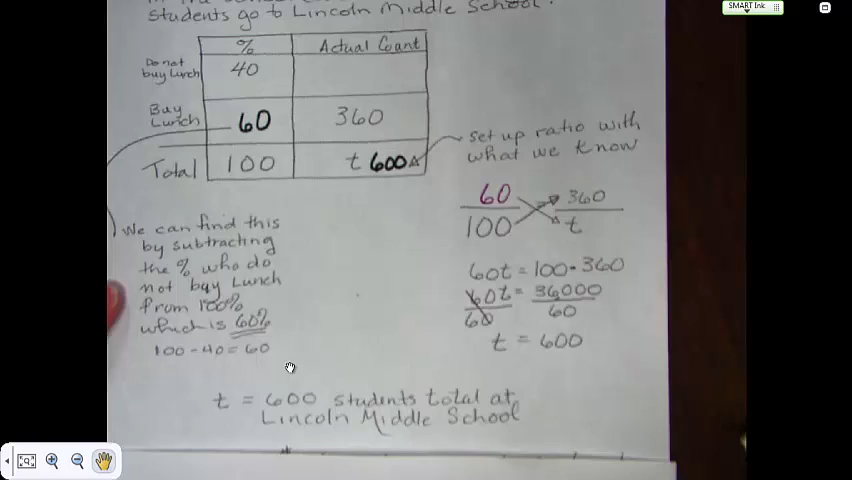 students go to Lincoln Middle School?
SMART Ink
% Actual Count
Do not
buy Lunch 40
Buy
Lunch 60 360
Total 100 t 600
set up ratio with
what we know
60 360
100 t
We can find this
by subtracting
the % who do
not buy Lunch
from 100%
which is 60%
100 - 40 = 60
60t = 100 • 360
60t = 36000
60 60
t = 600
t = 600 students total at
Lincoln Middle School